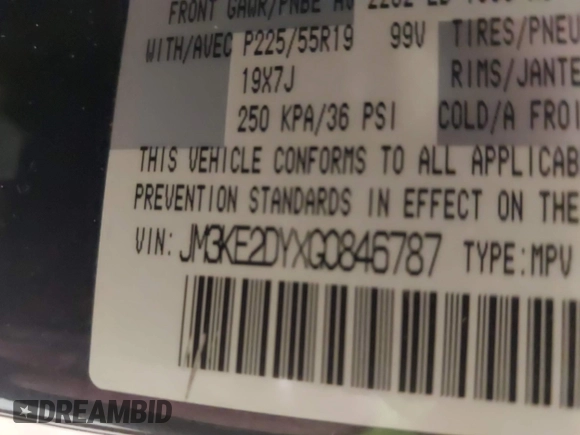 FRONT GAWR/PNBE AV
WITH/AVEC P225/55R19 99V TIRES/PNEU
19X7J RIMS/JANTE
250 KPA/36 PSI COLD/A FROI
THIS VEHICLE CONFORMS TO ALL APPLICAB
PREVENTION STANDARDS IN EFFECT ON THE
VIN: JM3KE2DYXG0846787 TYPE:MPV
DREAMBID